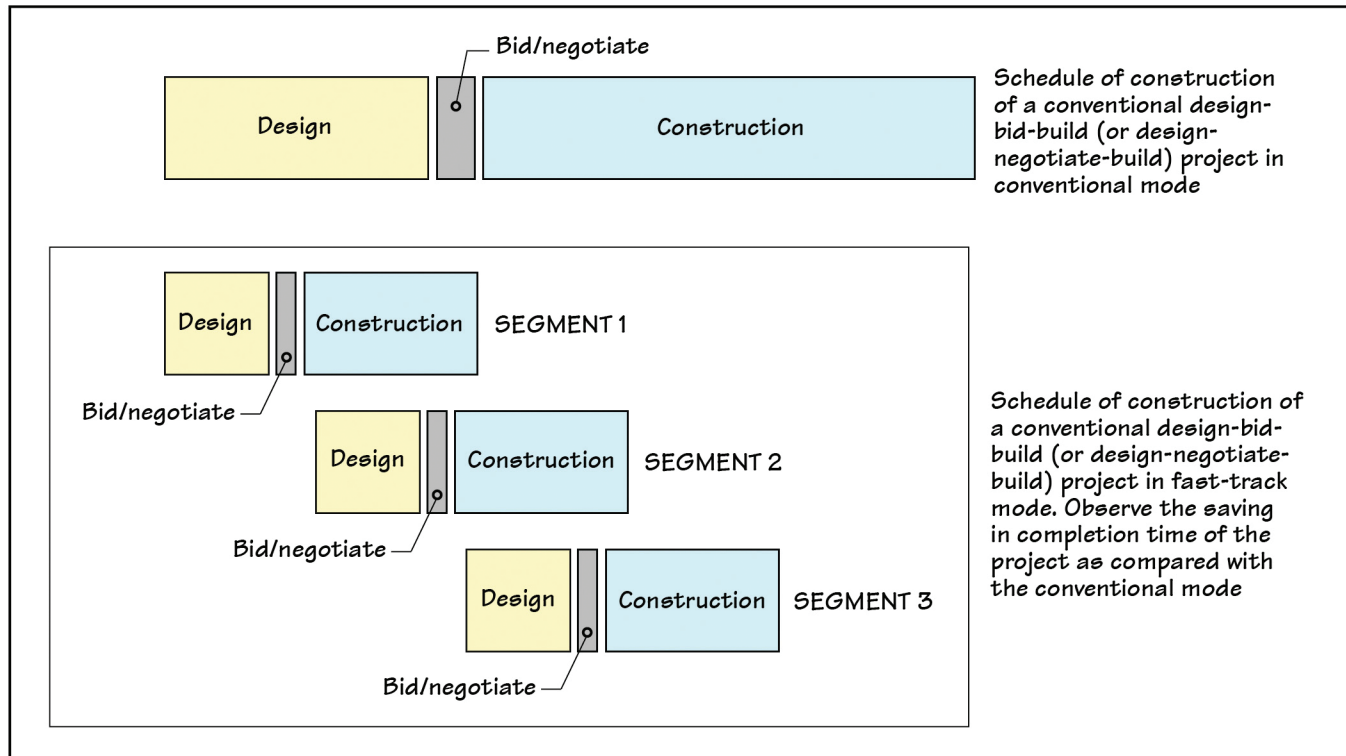 Bid/negotiate
Design
Construction
Schedule of construction
of a conventional design-
bid-build (or design-
negotiate-build) project in
conventional mode
Design
Construction
SEGMENT 1
Bid/negotiate
Design
Construction
SEGMENT 2
Bid/negotiate
Design
Construction
SEGMENT 3
Bid/negotiate
Schedule of construction of
a conventional design-bid-
build (or design-negotiate-
build) project in fast-track
mode. Observe the saving
in completion time of the
project as compared with
the conventional mode